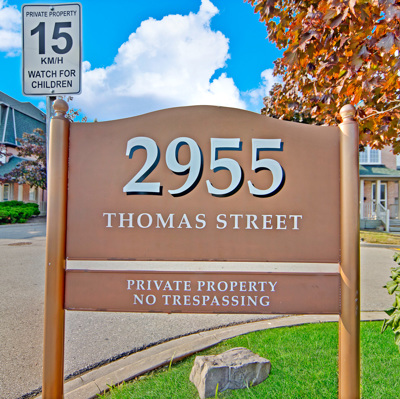 PRIVATE PROPERTY
15
KM/H
WATCH FOR
CHILDREN
2955
THOMAS STREET
PRIVATE PROPERTY
NO TRESPASSING